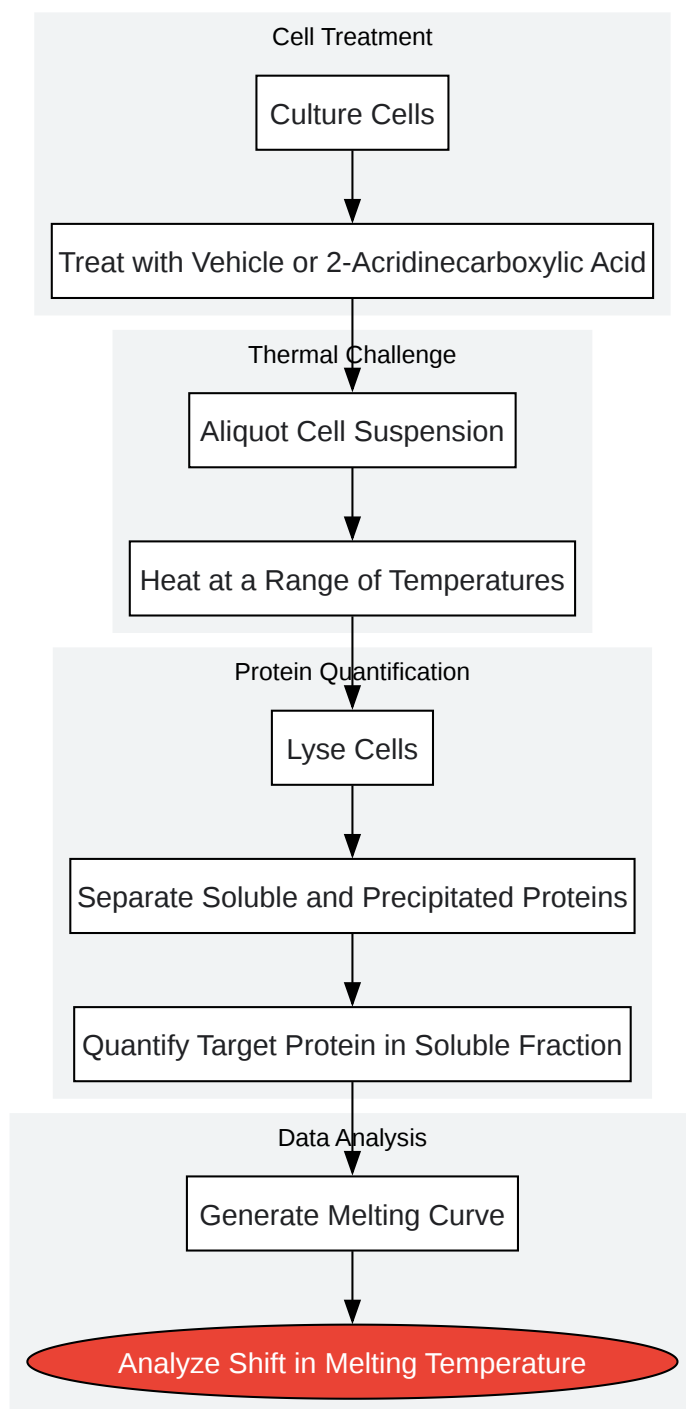 Cell Treatment
Culture Cells
Treat with Vehicle or 2-Acridinecarboxylic Acid
Thermal Challenge
Aliquot Cell Suspension
Heat at a Range of Temperatures
Protein Quantification
Lyse Cells
Separate Soluble and Precipitated Proteins
Quantify Target Protein in Soluble Fraction
Data Analysis
Generate Melting Curve
Analyze Shift in Melting Temperature